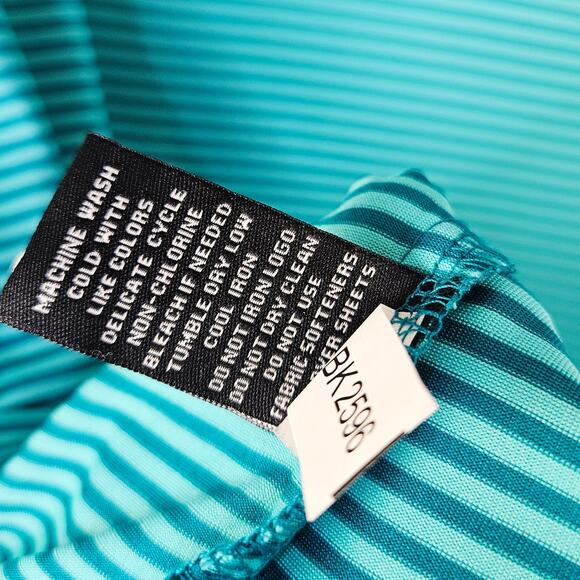 MACHINE WASH
COLD WITH
LIKE COLORS
DELICATE CYCLE
NON-CHLORINE
BLEACH IF NEEDED
TUMBLE DRY LOW
COOL IRON
DO NOT IRON LOGO
DO NOT DRY CLEAN
DO NOT USE
FABRIC SOFTENERS
SHEETS
BK2596